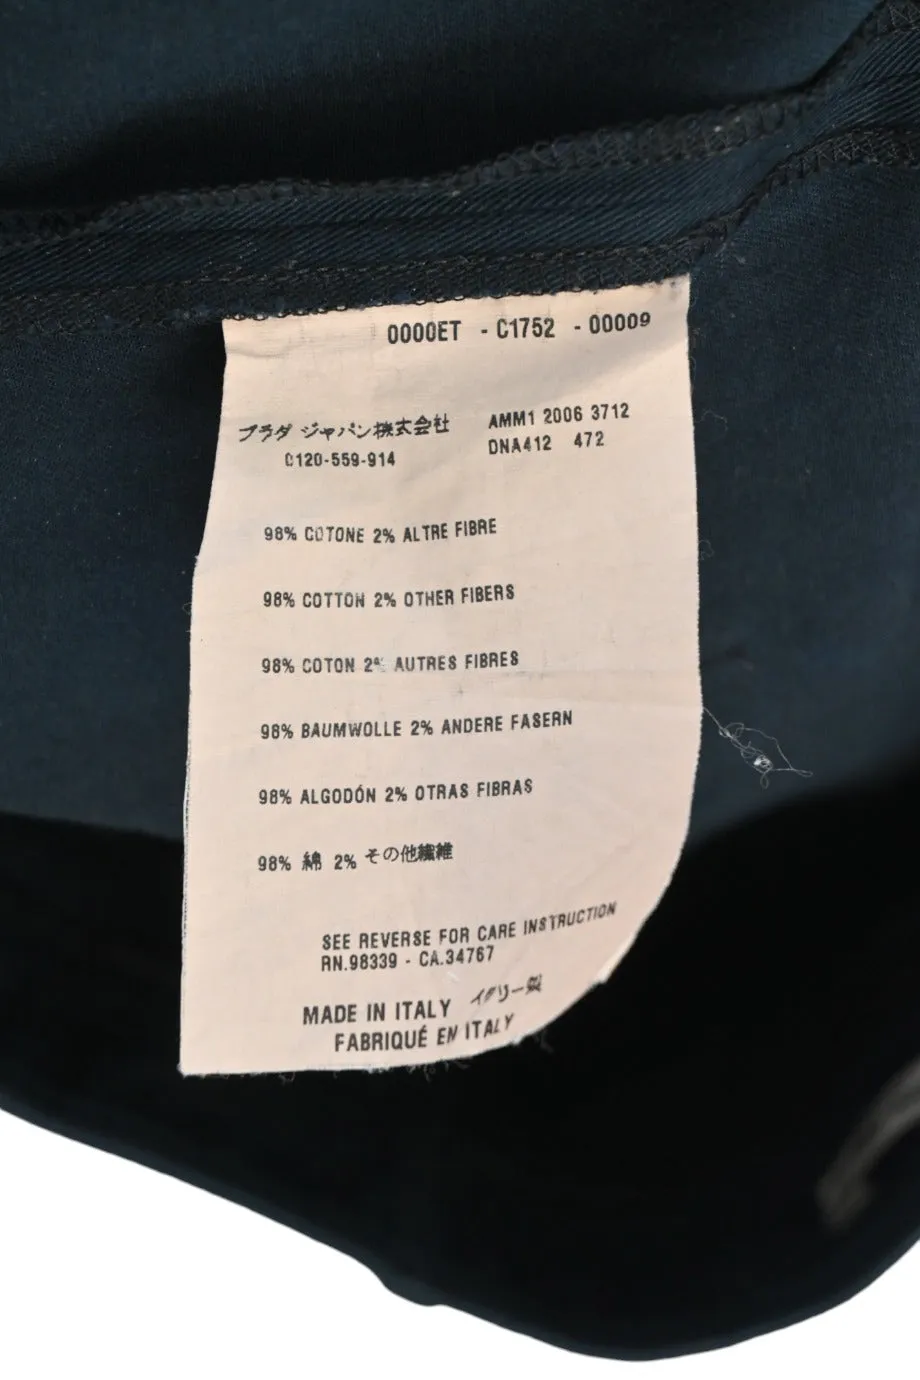 0000ET - C1752 - 00009
プラダ ジャパン株式会社
0120-559-914
AMM1 2006 3712
DNA412 472
98% COTONE 2% ALTRE FIBRE
98% COTTON 2% OTHER FIBERS
98% COTON 2% AUTRES FIBRES
98% BAUMWOLLE 2% ANDERE FASERN
98% ALGODÓN 2% OTRAS FIBRAS
98% 綿 2% その他繊維
SEE REVERSE FOR CARE INSTRUCTION
RN.98339 - CA.34767
MADE IN ITALY イタリー製
FABRIQUÉ EN ITALY